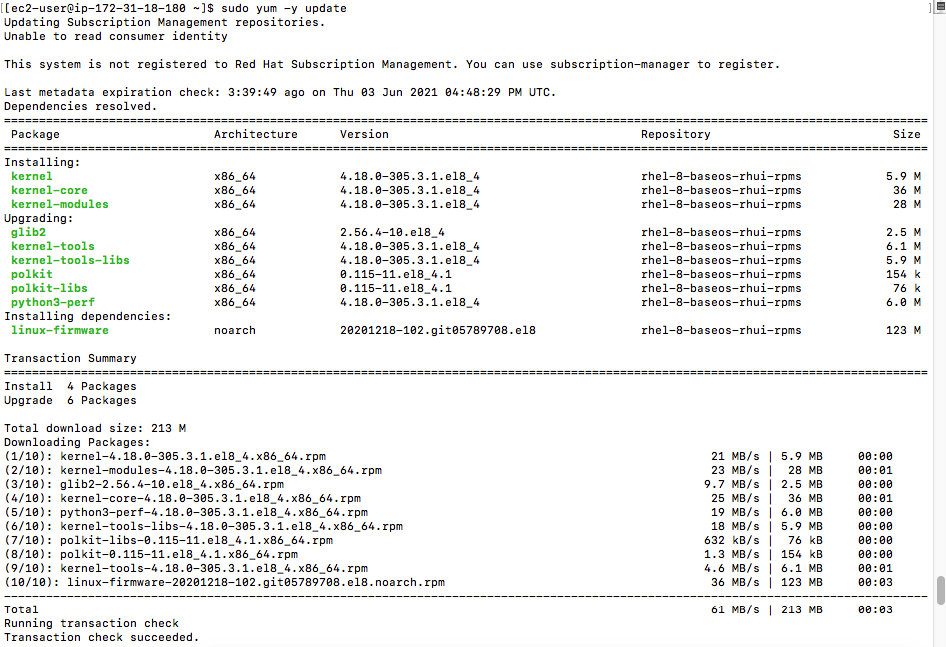 [[ec2-user@ip-172-31-18-180 ~]$ sudo yum -y update ]
Updating Subscription Management repositories.
Unable to read consumer identity
This system is not registered to Red Hat Subscription Management. You can use subscription-manager to register.
Last metadata expiration check: 3:39:49 ago on Thu 03 Jun 2021 04:48:29 PM UTC.
Dependencies resolved.
Package Architecture Version Repository Size
Installing:
kernel x86_64 4.18.0-305.3.1.el8_4 rhel-8-baseos-rhui-rpms 5.9 M
kernel-core x86_64 4.18.0-305.3.1.el8_4 rhel-8-baseos-rhui-rpms 36 M
kernel-modules x86_64 4.18.0-305.3.1.el8_4 rhel-8-baseos-rhui-rpms 28 M
Upgrading:
glib2 x86_64 2.56.4-10.el8_4 rhel-8-baseos-rhui-rpms 2.5 M
kernel-tools x86_64 4.18.0-305.3.1.el8_4 rhel-8-baseos-rhui-rpms 6.1 M
kernel-tools-libs x86_64 4.18.0-305.3.1.el8_4 rhel-8-baseos-rhui-rpms 5.9 M
polkit x86_64 0.115-11.el8_4.1 rhel-8-baseos-rhui-rpms 154 k
polkit-libs x86_64 0.115-11.el8_4.1 rhel-8-baseos-rhui-rpms 76 k
python3-perf x86_64 4.18.0-305.3.1.el8_4 rhel-8-baseos-rhui-rpms 6.0 M
Installing dependencies:
linux-firmware noarch 20201218-102.git05789708.el8 rhel-8-baseos-rhui-rpms 123 M
Transaction Summary
Install 4 Packages
Upgrade 6 Packages
Total download size: 213 M
Downloading Packages:
(1/10): kernel-4.18.0-305.3.1.el8_4.x86_64.rpm 21 MB/s | 5.9 MB 00:00
(2/10): kernel-modules-4.18.0-305.3.1.el8_4.x86_64.rpm 23 MB/s | 28 MB 00:01
(3/10): glib2-2.56.4-10.el8_4.x86_64.rpm 9.7 MB/s | 2.5 MB 00:00
(4/10): kernel-core-4.18.0-305.3.1.el8_4.x86_64.rpm 25 MB/s | 36 MB 00:01
(5/10): python3-perf-4.18.0-305.3.1.el8_4.x86_64.rpm 19 MB/s | 6.0 MB 00:00
(6/10): kernel-tools-libs-4.18.0-305.3.1.el8_4.x86_64.rpm 18 MB/s | 5.9 MB 00:00
(7/10): polkit-libs-0.115-11.el8_4.1.x86_64.rpm 632 kB/s | 76 kB 00:00
(8/10): polkit-0.115-11.el8_4.1.x86_64.rpm 1.3 MB/s | 154 kB 00:00
(9/10): kernel-tools-4.18.0-305.3.1.el8_4.x86_64.rpm 4.6 MB/s | 6.1 MB 00:01
(10/10): linux-firmware-20201218-102.git05789708.el8.noarch.rpm 36 MB/s | 123 MB 00:03
Total 61 MB/s | 213 MB 00:03
Running transaction check
Transaction check succeeded.